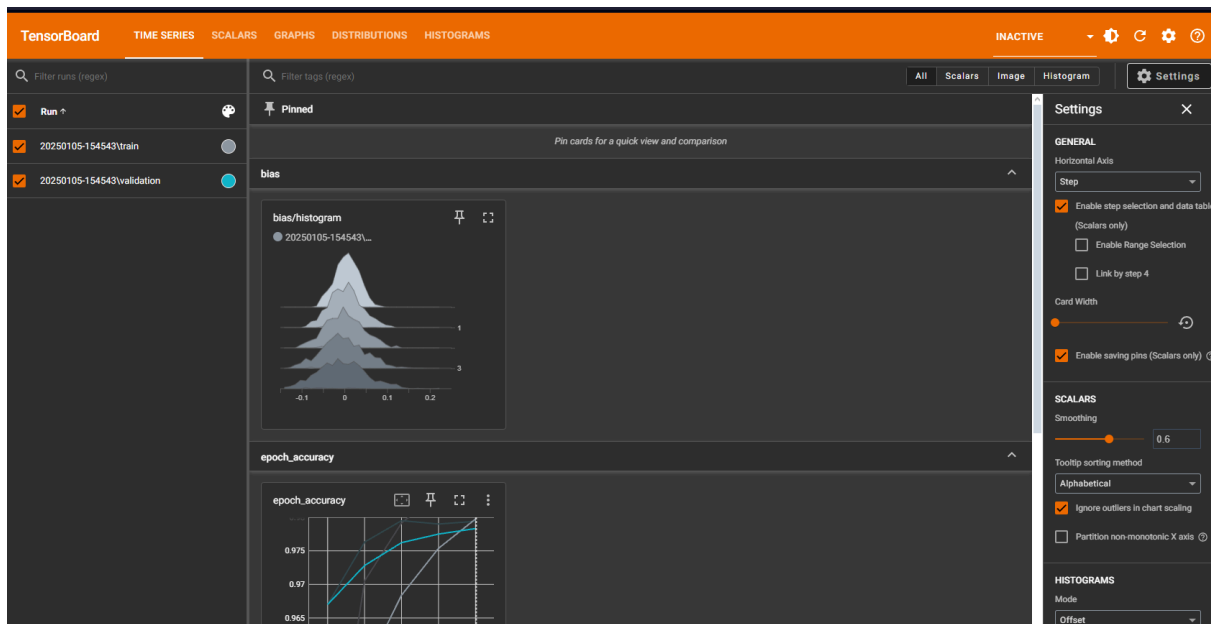 TensorBoard TIME SERIES SCALARS GRAPHS DISTRIBUTIONS HISTOGRAMS INACTIVE
Filter runs (regex)
Filter tags (regex)
All Scalars Image Histogram
Settings
Run ↑
20250105-154543\train
20250105-154543\validation
Pinned
Pin cards for a quick view and comparison
bias
bias/histogram
20250105-154543\...
1
3
-0.1 0 0.1 0.2
epoch_accuracy
epoch_accuracy
0.975
0.97
0.965
Settings
GENERAL
Horizontal Axis
Step
Enable step selection and data table
(Scalars only)
Enable Range Selection
Link by step 4
Card Width
Enable saving pins (Scalars only)
SCALARS
Smoothing
0.6
Tooltip sorting method
Alphabetical
Ignore outliers in chart scaling
Partition non-monotonic X axis
HISTOGRAMS
Mode
Offset